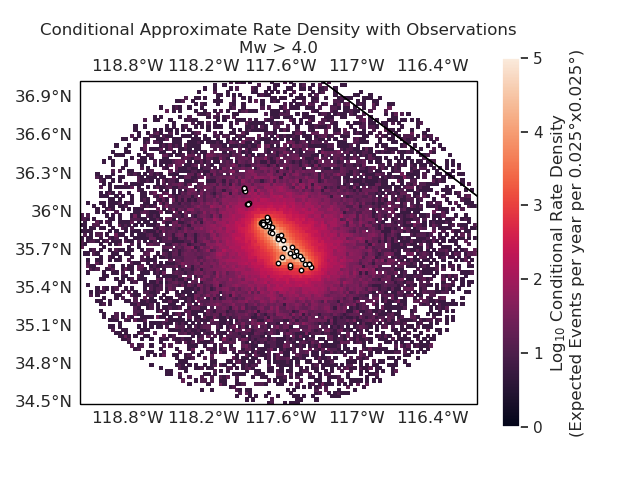 Conditional Approximate Rate Density with Observations
Mw > 4.0
118.8°W 118.2°W 117.6°W 117°W 116.4°W
36.9°N
36.6°N
36.3°N
36°N
35.7°N
35.4°N
35.1°N
34.8°N
34.5°N
118.8°W 118.2°W 117.6°W 117°W 116.4°W
5
4
3
2
1
0
Log₁₀ Conditional Rate Density
(Expected Events per year per 0.025°x0.025°)